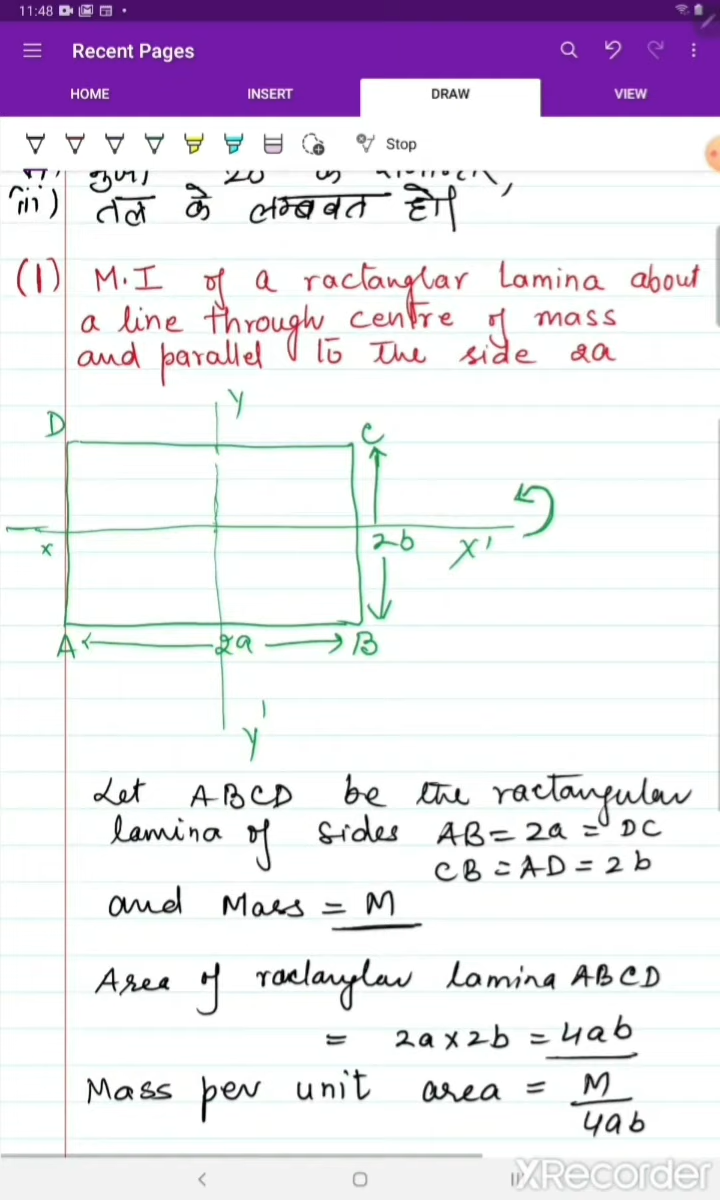 11:48
Recent Pages
HOME INSERT DRAW VIEW
Stop
iii) तल के लम्बवत हो।
(1) M.I of a ractanglar Lamina about
a line through centre of mass
and parallel to the side 2a
Y
D C
x 2b X'
A 2a B
Y'
Let ABCD be the ractangular
lamina of sides AB = 2a = DC
CB = AD = 2b
and Mass = M
Area of ractanglar lamina ABCD
= 2a x 2b = 4ab
Mass per unit area = M
4ab
XRecorder